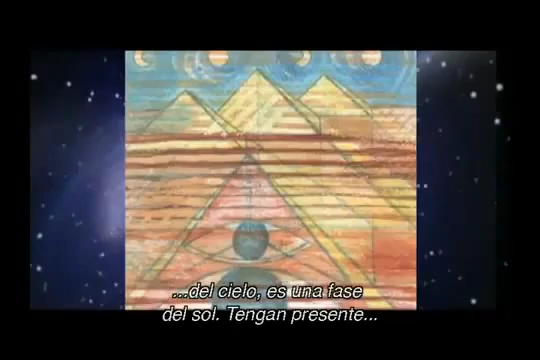 ...del cielo, es una fase
del sol. Tengan presente...